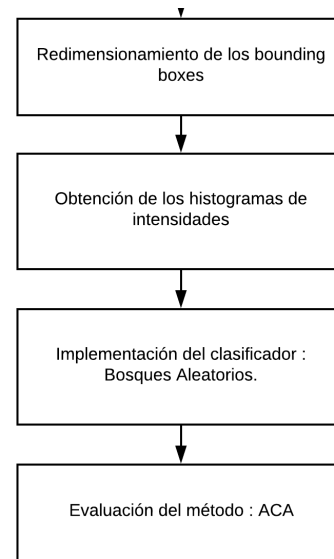 Redimensionamiento de los bounding
boxes
Obtención de los histogramas de
intensidades
Implementación del clasificador :
Bosques Aleatorios.
Evaluación del método : ACA